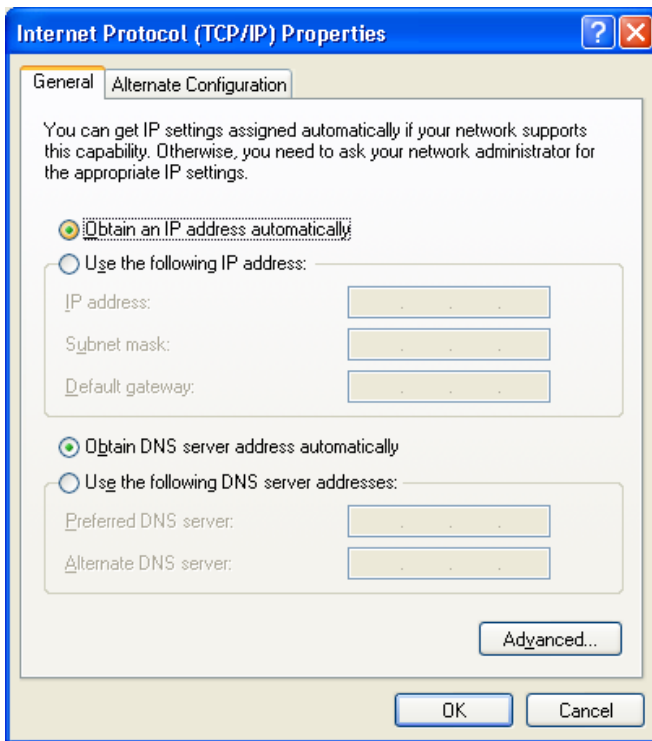 Internet Protocol (TCP/IP) Properties
General
Alternate Configuration
You can get IP settings assigned automatically if your network supports
this capability. Otherwise, you need to ask your network administrator for
the appropriate IP settings.
Obtain an IP address automatically
Use the following IP address:
IP address:
Subnet mask:
Default gateway:
Obtain DNS server address automatically
Use the following DNS server addresses:
Preferred DNS server:
Alternate DNS server:
Advanced...
OK
Cancel